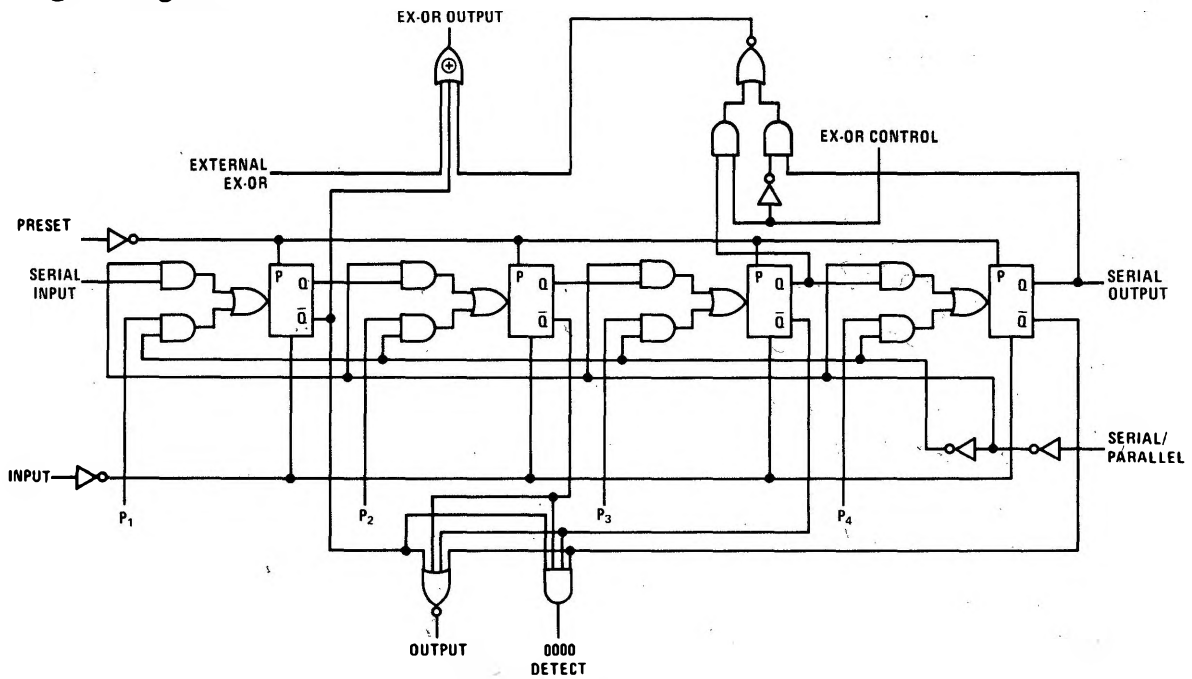 EX-OR OUTPUT
EX-OR CONTROL
EXTERNAL
EX-OR
PRESET
SERIAL
INPUT
P
Q
Q̅
P
Q
Q̅
P
Q
Q̅
P
Q
Q̅
SERIAL
OUTPUT
SERIAL/
PARALLEL
INPUT
P₁
P₂
P₃
P₄
OUTPUT
0000
DETECT